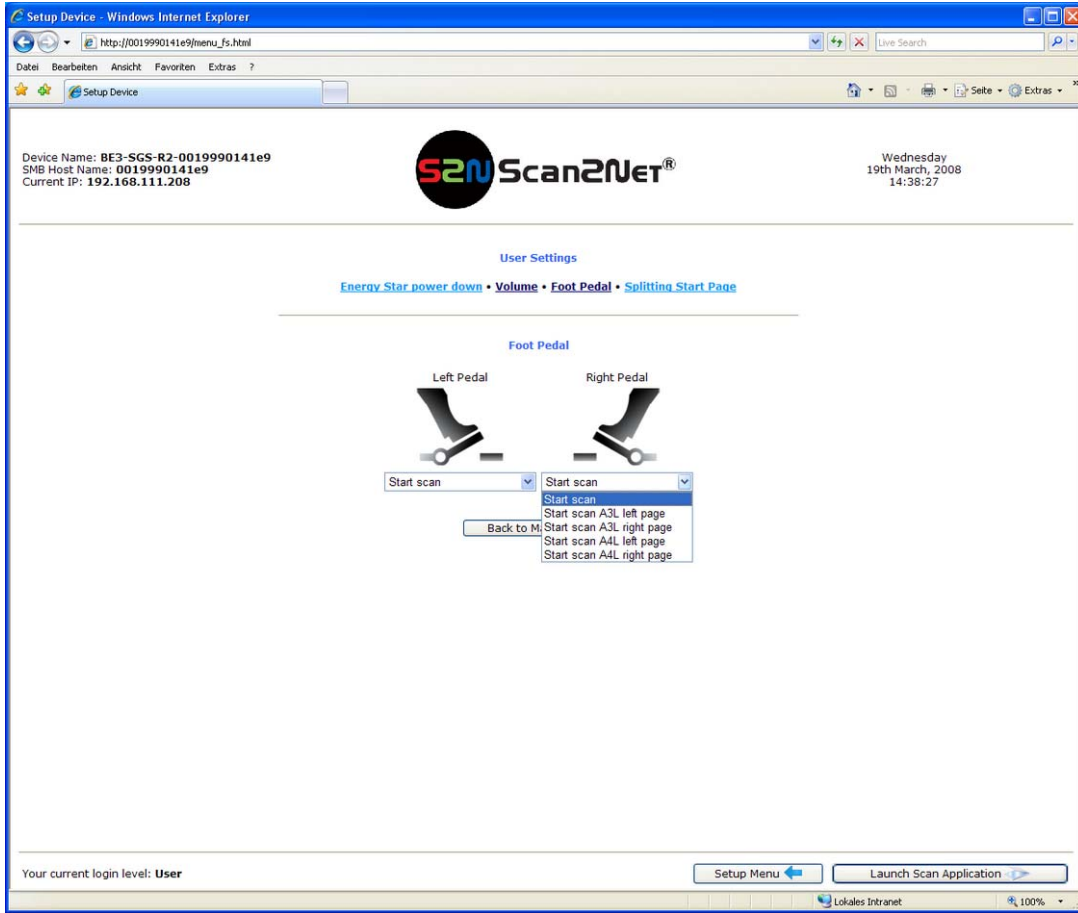 Setup Device - Windows Internet Explorer
http://0019990141e9/menu_fs.html
Live Search
Datei Bearbeiten Ansicht Favoriten Extras ?
Setup Device
Seite Extras
Device Name: BE3-SGS-R2-0019990141e9
SMB Host Name: 0019990141e9
Current IP: 192.168.111.208
S2N Scan2Net®
Wednesday
19th March, 2008
14:38:27
User Settings
Energy Star power down • Volume • Foot Pedal • Splitting Start Page
Foot Pedal
Left Pedal Right Pedal
Start scan Start scan
Start scan
Start scan A3L left page
Start scan A3L right page
Start scan A4L left page
Start scan A4L right page
Back to M
Your current login level: User
Setup Menu Launch Scan Application
Lokales Intranet 100%